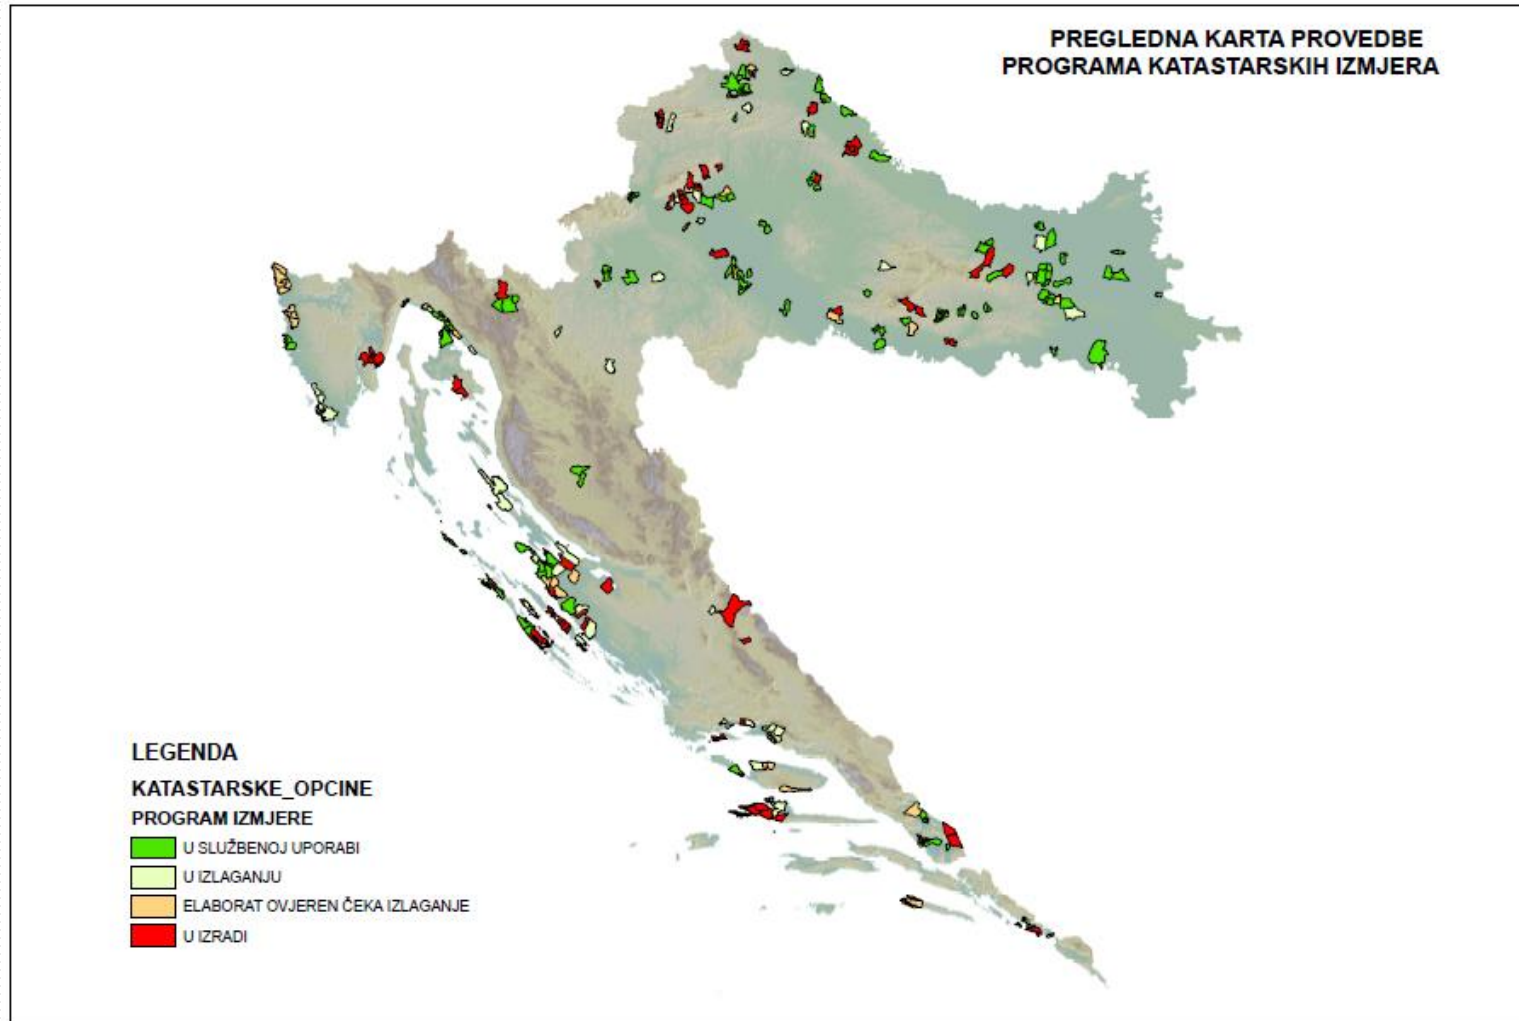 PREGLEDNA KARTA PROVEDBE
PROGRAMA KATASTARSKIH IZMJERA
LEGENDA
KATASTARSKE_OPCINE
PROGRAM IZMJERE
U SLUŽBENOJ UPORABI
U IZLAGANJU
ELABORAT OVJEREN ČEKA IZLAGANJE
U IZRADI